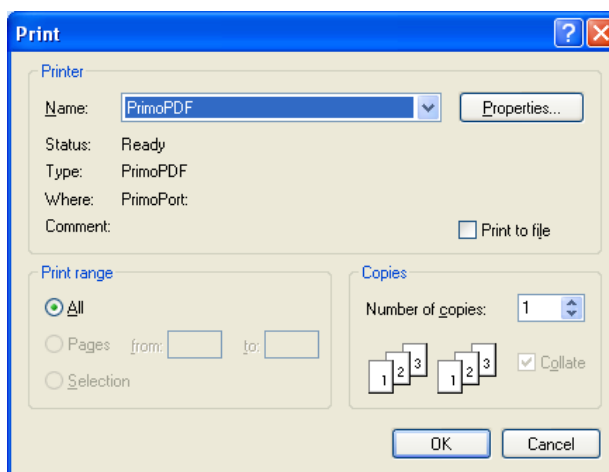 Print
Printer
Name: PrimoPDF Properties...
Status: Ready
Type: PrimoPDF
Where: PrimoPort:
Comment: Print to file
Print range
All
Pages from: to:
Selection
Copies
Number of copies: 1
1 2 3 1 2 3 Collate
OK Cancel